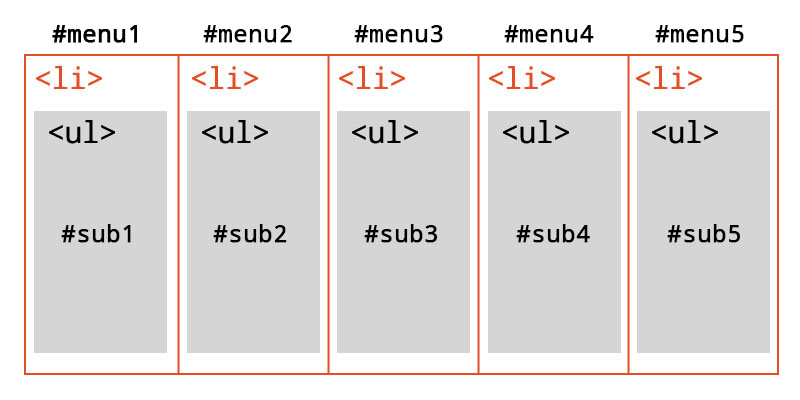 #menu1 #menu2 #menu3 #menu4 #menu5
<li> <li> <li> <li> <li>
<ul> <ul> <ul> <ul> <ul>
#sub1 #sub2 #sub3 #sub4 #sub5